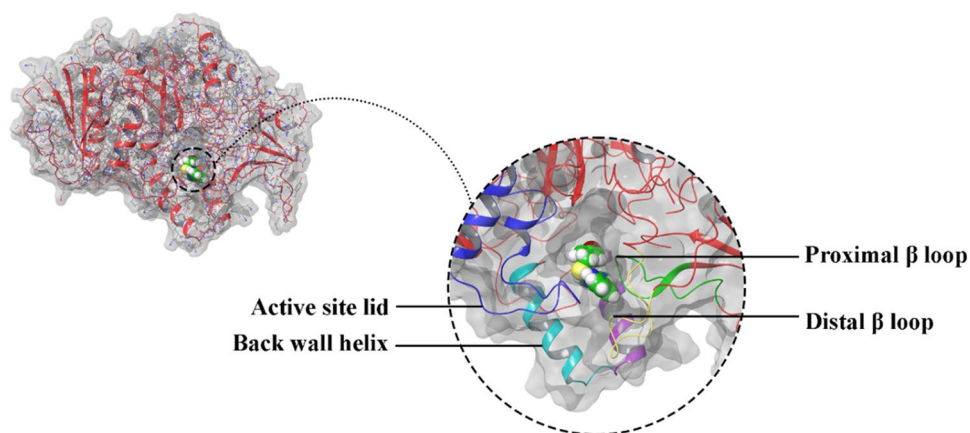 Proximal β loop
Active site lid
Distal β loop
Back wall helix